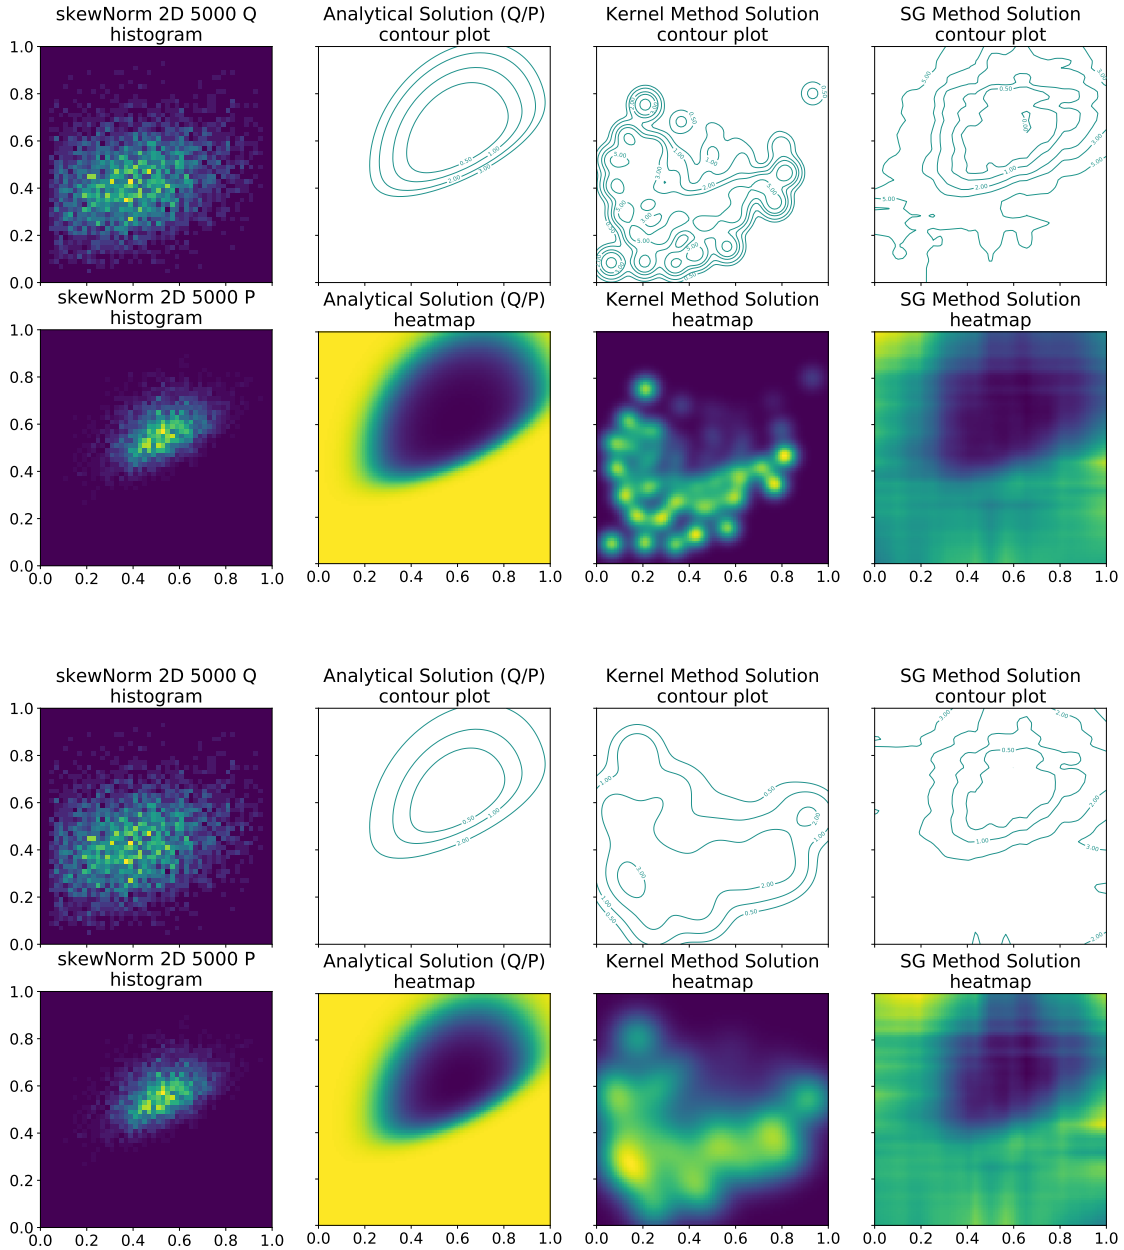 skewNorm 2D 5000 Q
histogram
Analytical Solution (Q/P)
contour plot
Kernel Method Solution
contour plot
SG Method Solution
contour plot
1.0
0.8
0.6
0.4
0.2
0.0
skewNorm 2D 5000 P
histogram
Analytical Solution (Q/P)
heatmap
Kernel Method Solution
heatmap
SG Method Solution
heatmap
1.0
0.8
0.6
0.4
0.2
0.0
0.0 0.2 0.4 0.6 0.8 1.0
0.0 0.2 0.4 0.6 0.8 1.0
0.0 0.2 0.4 0.6 0.8 1.0
0.0 0.2 0.4 0.6 0.8 1.0
skewNorm 2D 5000 Q
histogram
Analytical Solution (Q/P)
contour plot
Kernel Method Solution
contour plot
SG Method Solution
contour plot
1.0
0.8
0.6
0.4
0.2
0.0
skewNorm 2D 5000 P
histogram
Analytical Solution (Q/P)
heatmap
Kernel Method Solution
heatmap
SG Method Solution
heatmap
1.0
0.8
0.6
0.4
0.2
0.0
0.0 0.2 0.4 0.6 0.8 1.0
0.0 0.2 0.4 0.6 0.8 1.0
0.0 0.2 0.4 0.6 0.8 1.0
0.0 0.2 0.4 0.6 0.8 1.0